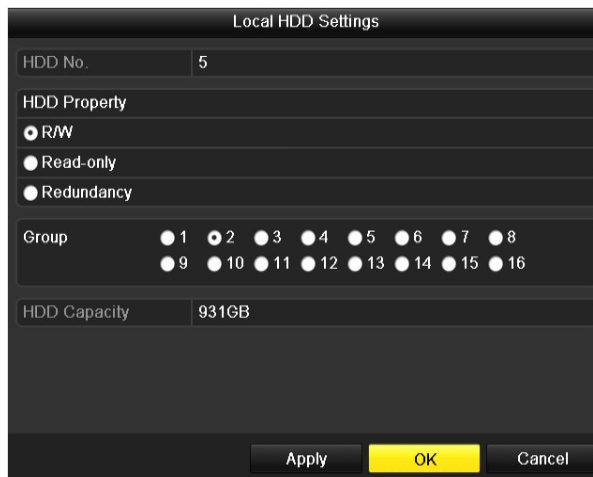 Local HDD Settings
HDD No. 5
HDD Property
R/W
Read-only
Redundancy
Group 1 2 3 4 5 6 7 8
9 10 11 12 13 14 15 16
HDD Capacity 931GB
Apply OK Cancel